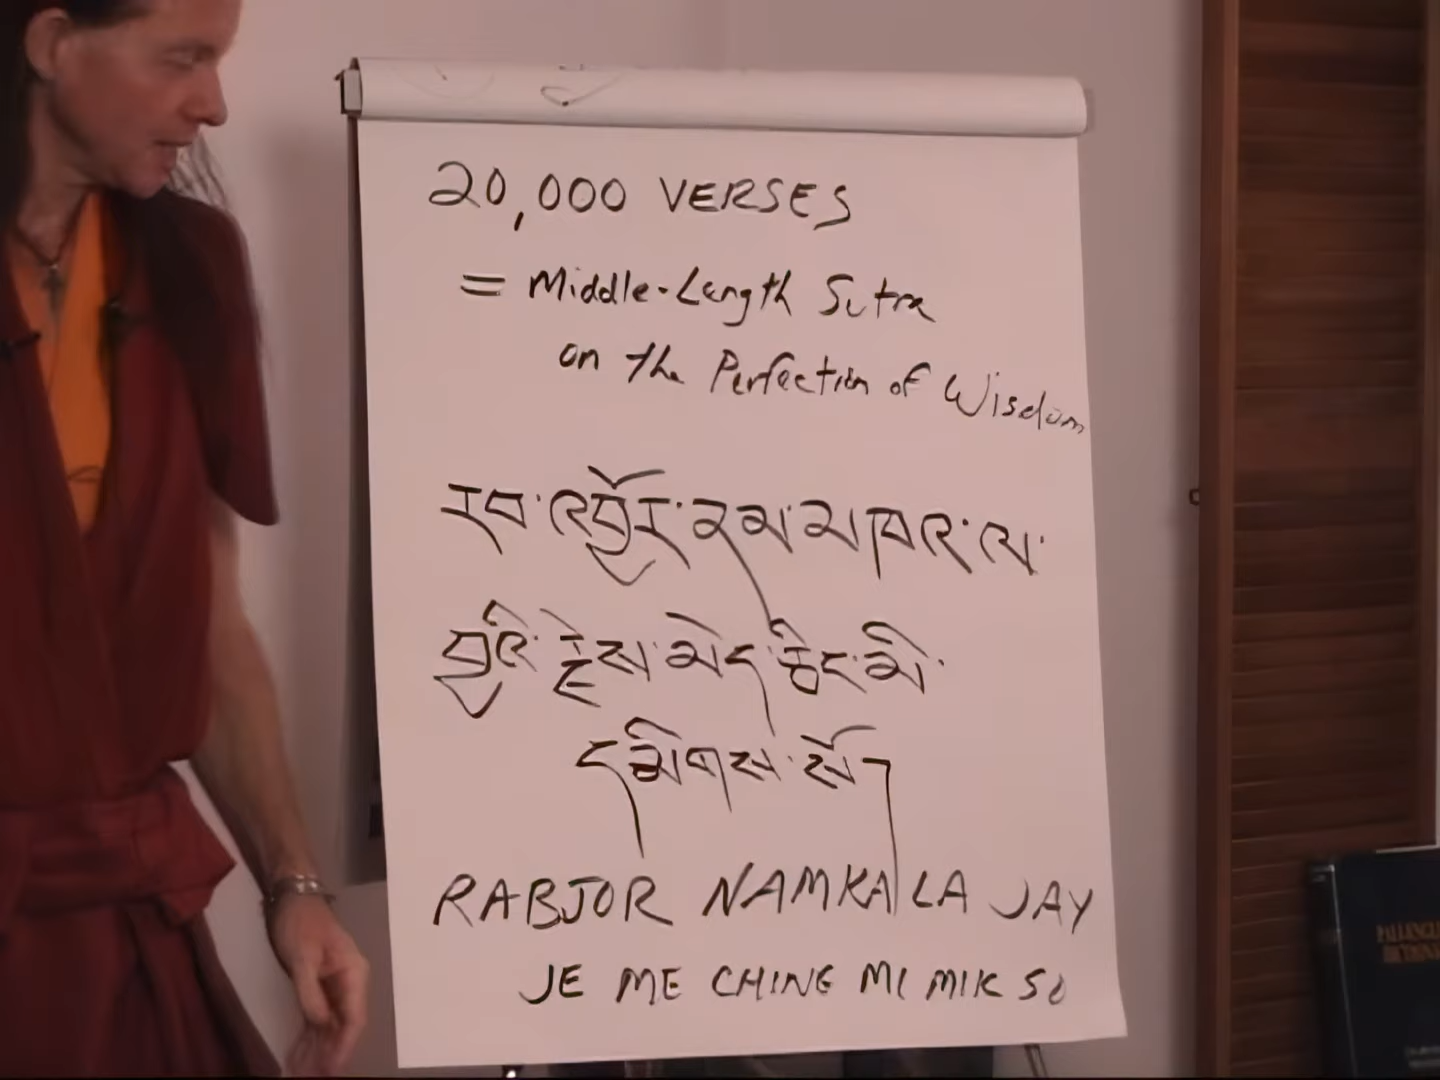 20,000 VERSES
= Middle-Length Sutra
on the Perfection of Wisdom
རབ་འབྱོར་ནམ་མཁའ་ལ་
བྱའི་རྗེས་མེད་ཅིང་མི་
དམིགས་སོ།
RABJOR NAMKA LA JAY
JE ME CHING MI MIK SO